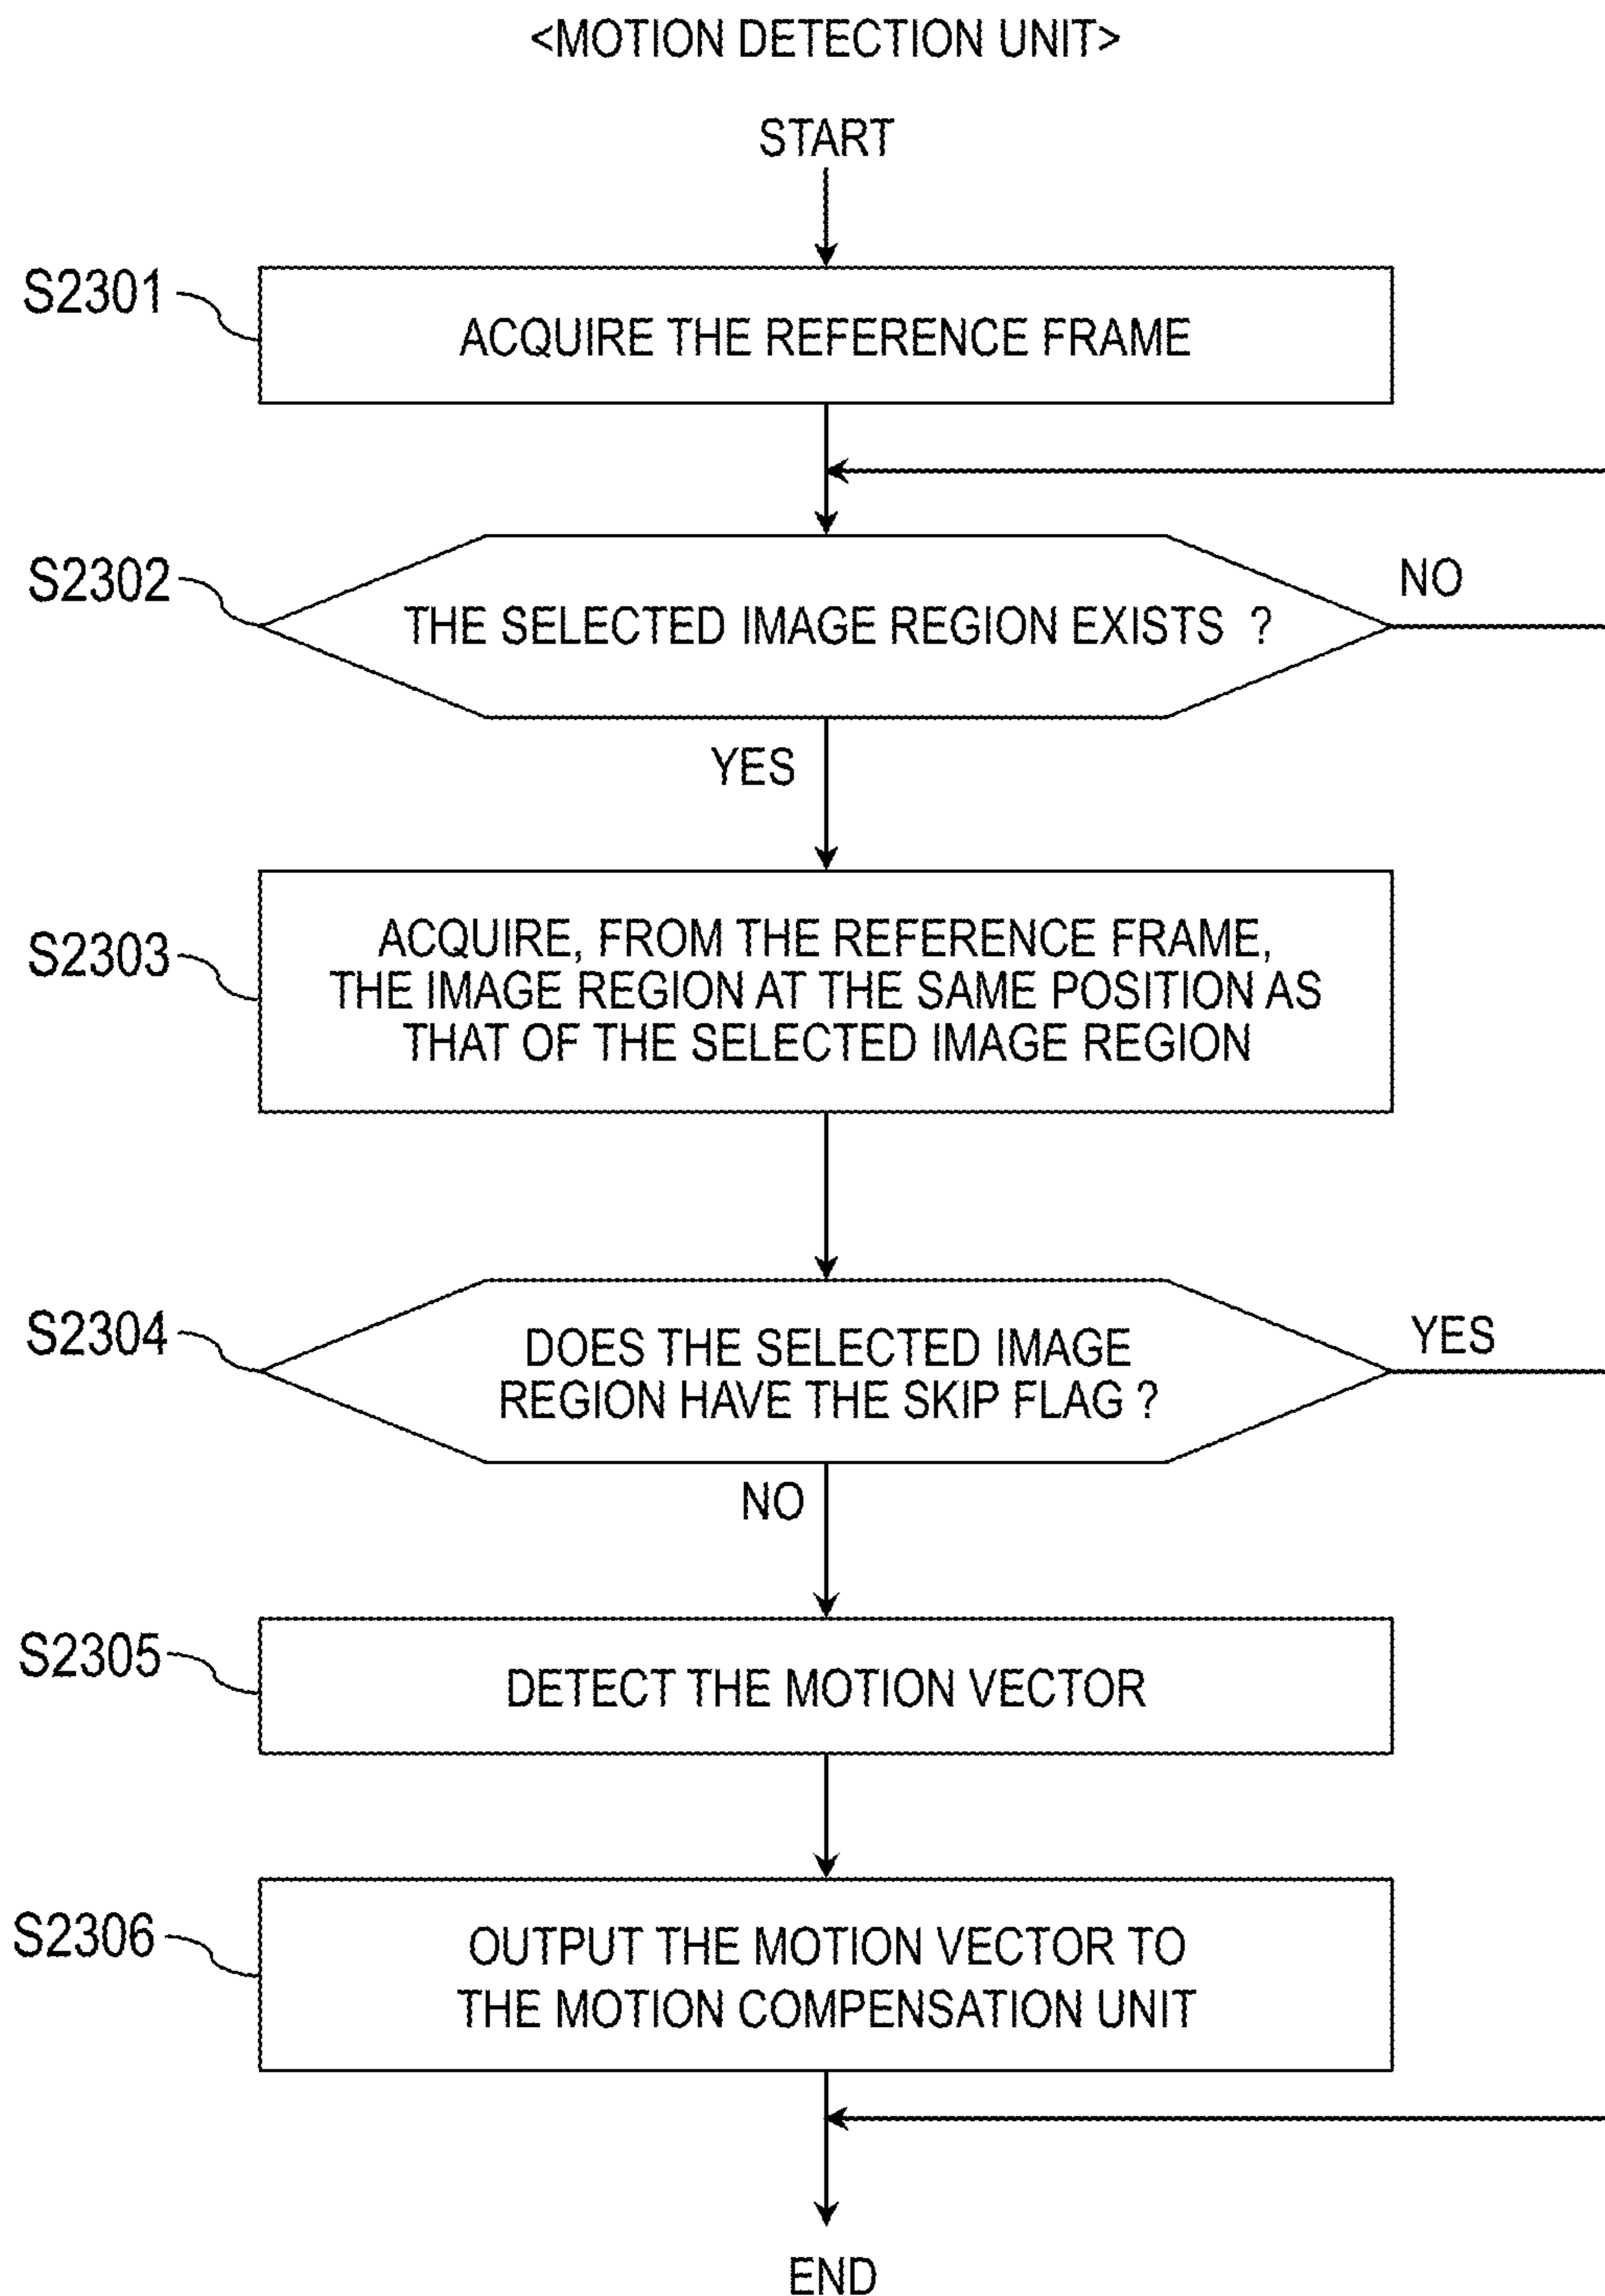 <MOTION DETECTION UNIT>
START
S2301
ACQUIRE THE REFERENCE FRAME
S2302
THE SELECTED IMAGE REGION EXISTS ?
NO
YES
S2303
ACQUIRE, FROM THE REFERENCE FRAME,
THE IMAGE REGION AT THE SAME POSITION AS
THAT OF THE SELECTED IMAGE REGION
S2304
DOES THE SELECTED IMAGE
REGION HAVE THE SKIP FLAG ?
YES
NO
S2305
DETECT THE MOTION VECTOR
S2306
OUTPUT THE MOTION VECTOR TO
THE MOTION COMPENSATION UNIT
END